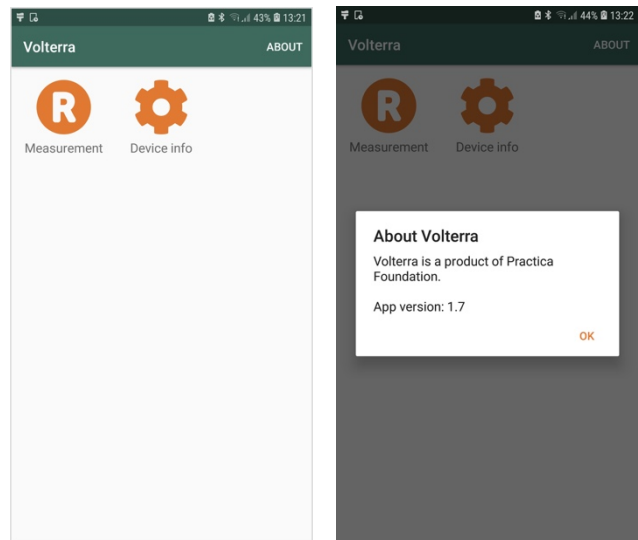 43% 13:21
Volterra ABOUT
R
Measurement Device info
44% 13:22
Volterra ABOUT
R
Measurement Device info
About Volterra
Volterra is a product of Practica
Foundation.
App version: 1.7
OK